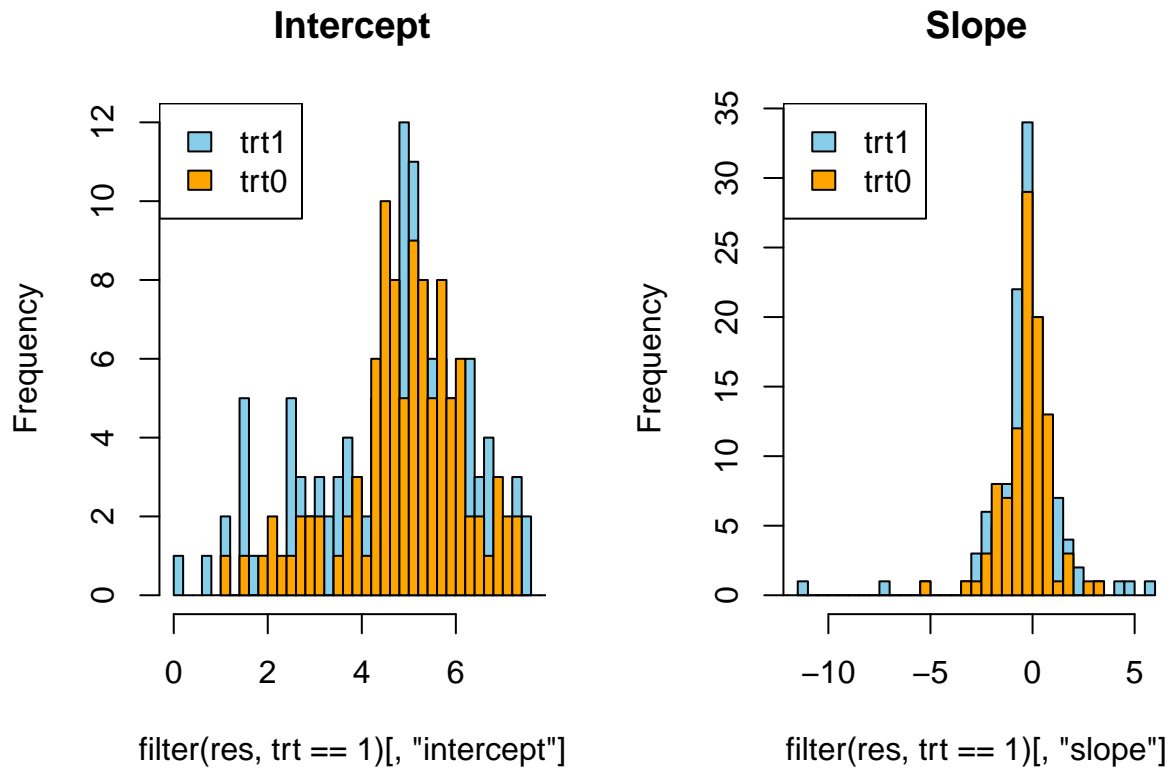 Intercept
Frequency
12
10
8
6
4
2
0
0 2 4 6
filter(res, trt == 1)[, "intercept"]
trt1
trt0
Slope
Frequency
35
30
25
20
15
10
5
0
−10 −5 0 5
filter(res, trt == 1)[, "slope"]
trt1
trt0